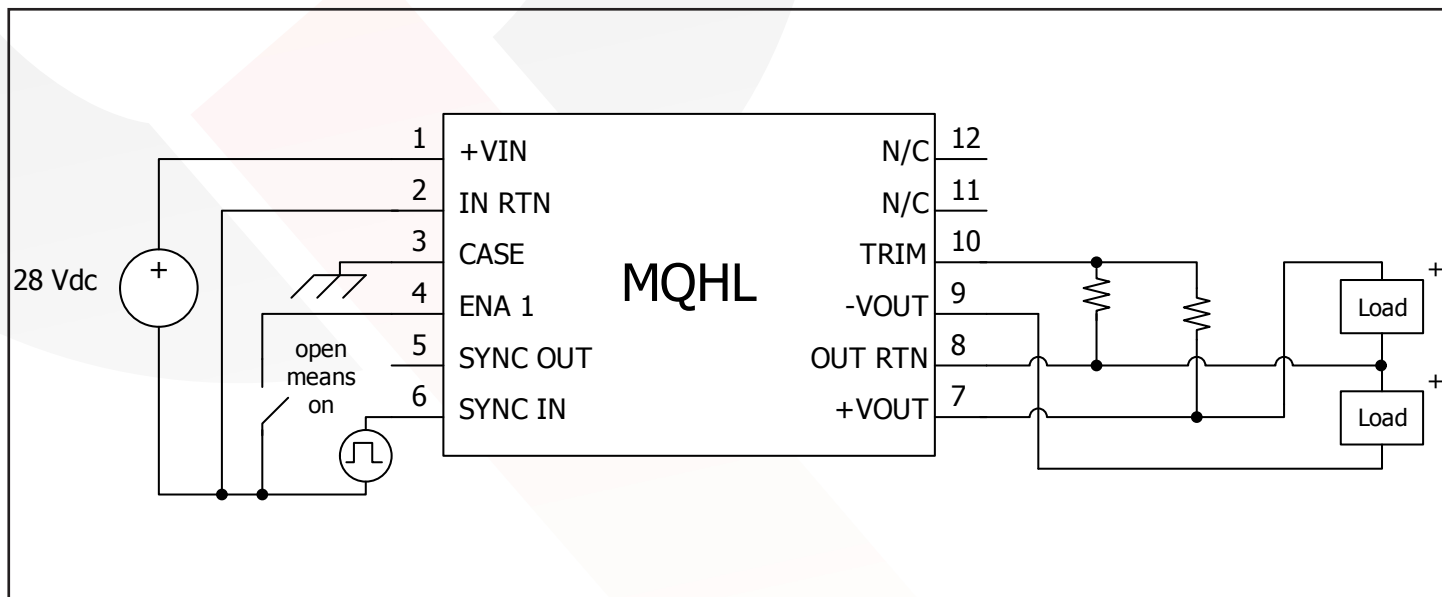 1
+VIN
2
IN RTN
3
CASE
4
ENA 1
5
SYNC OUT
6
SYNC IN
28 Vdc
+
open
means
on
MQHL
N/C
12
N/C
11
TRIM
10
-VOUT
9
OUT RTN
8
+VOUT
7
+
Load
+
Load